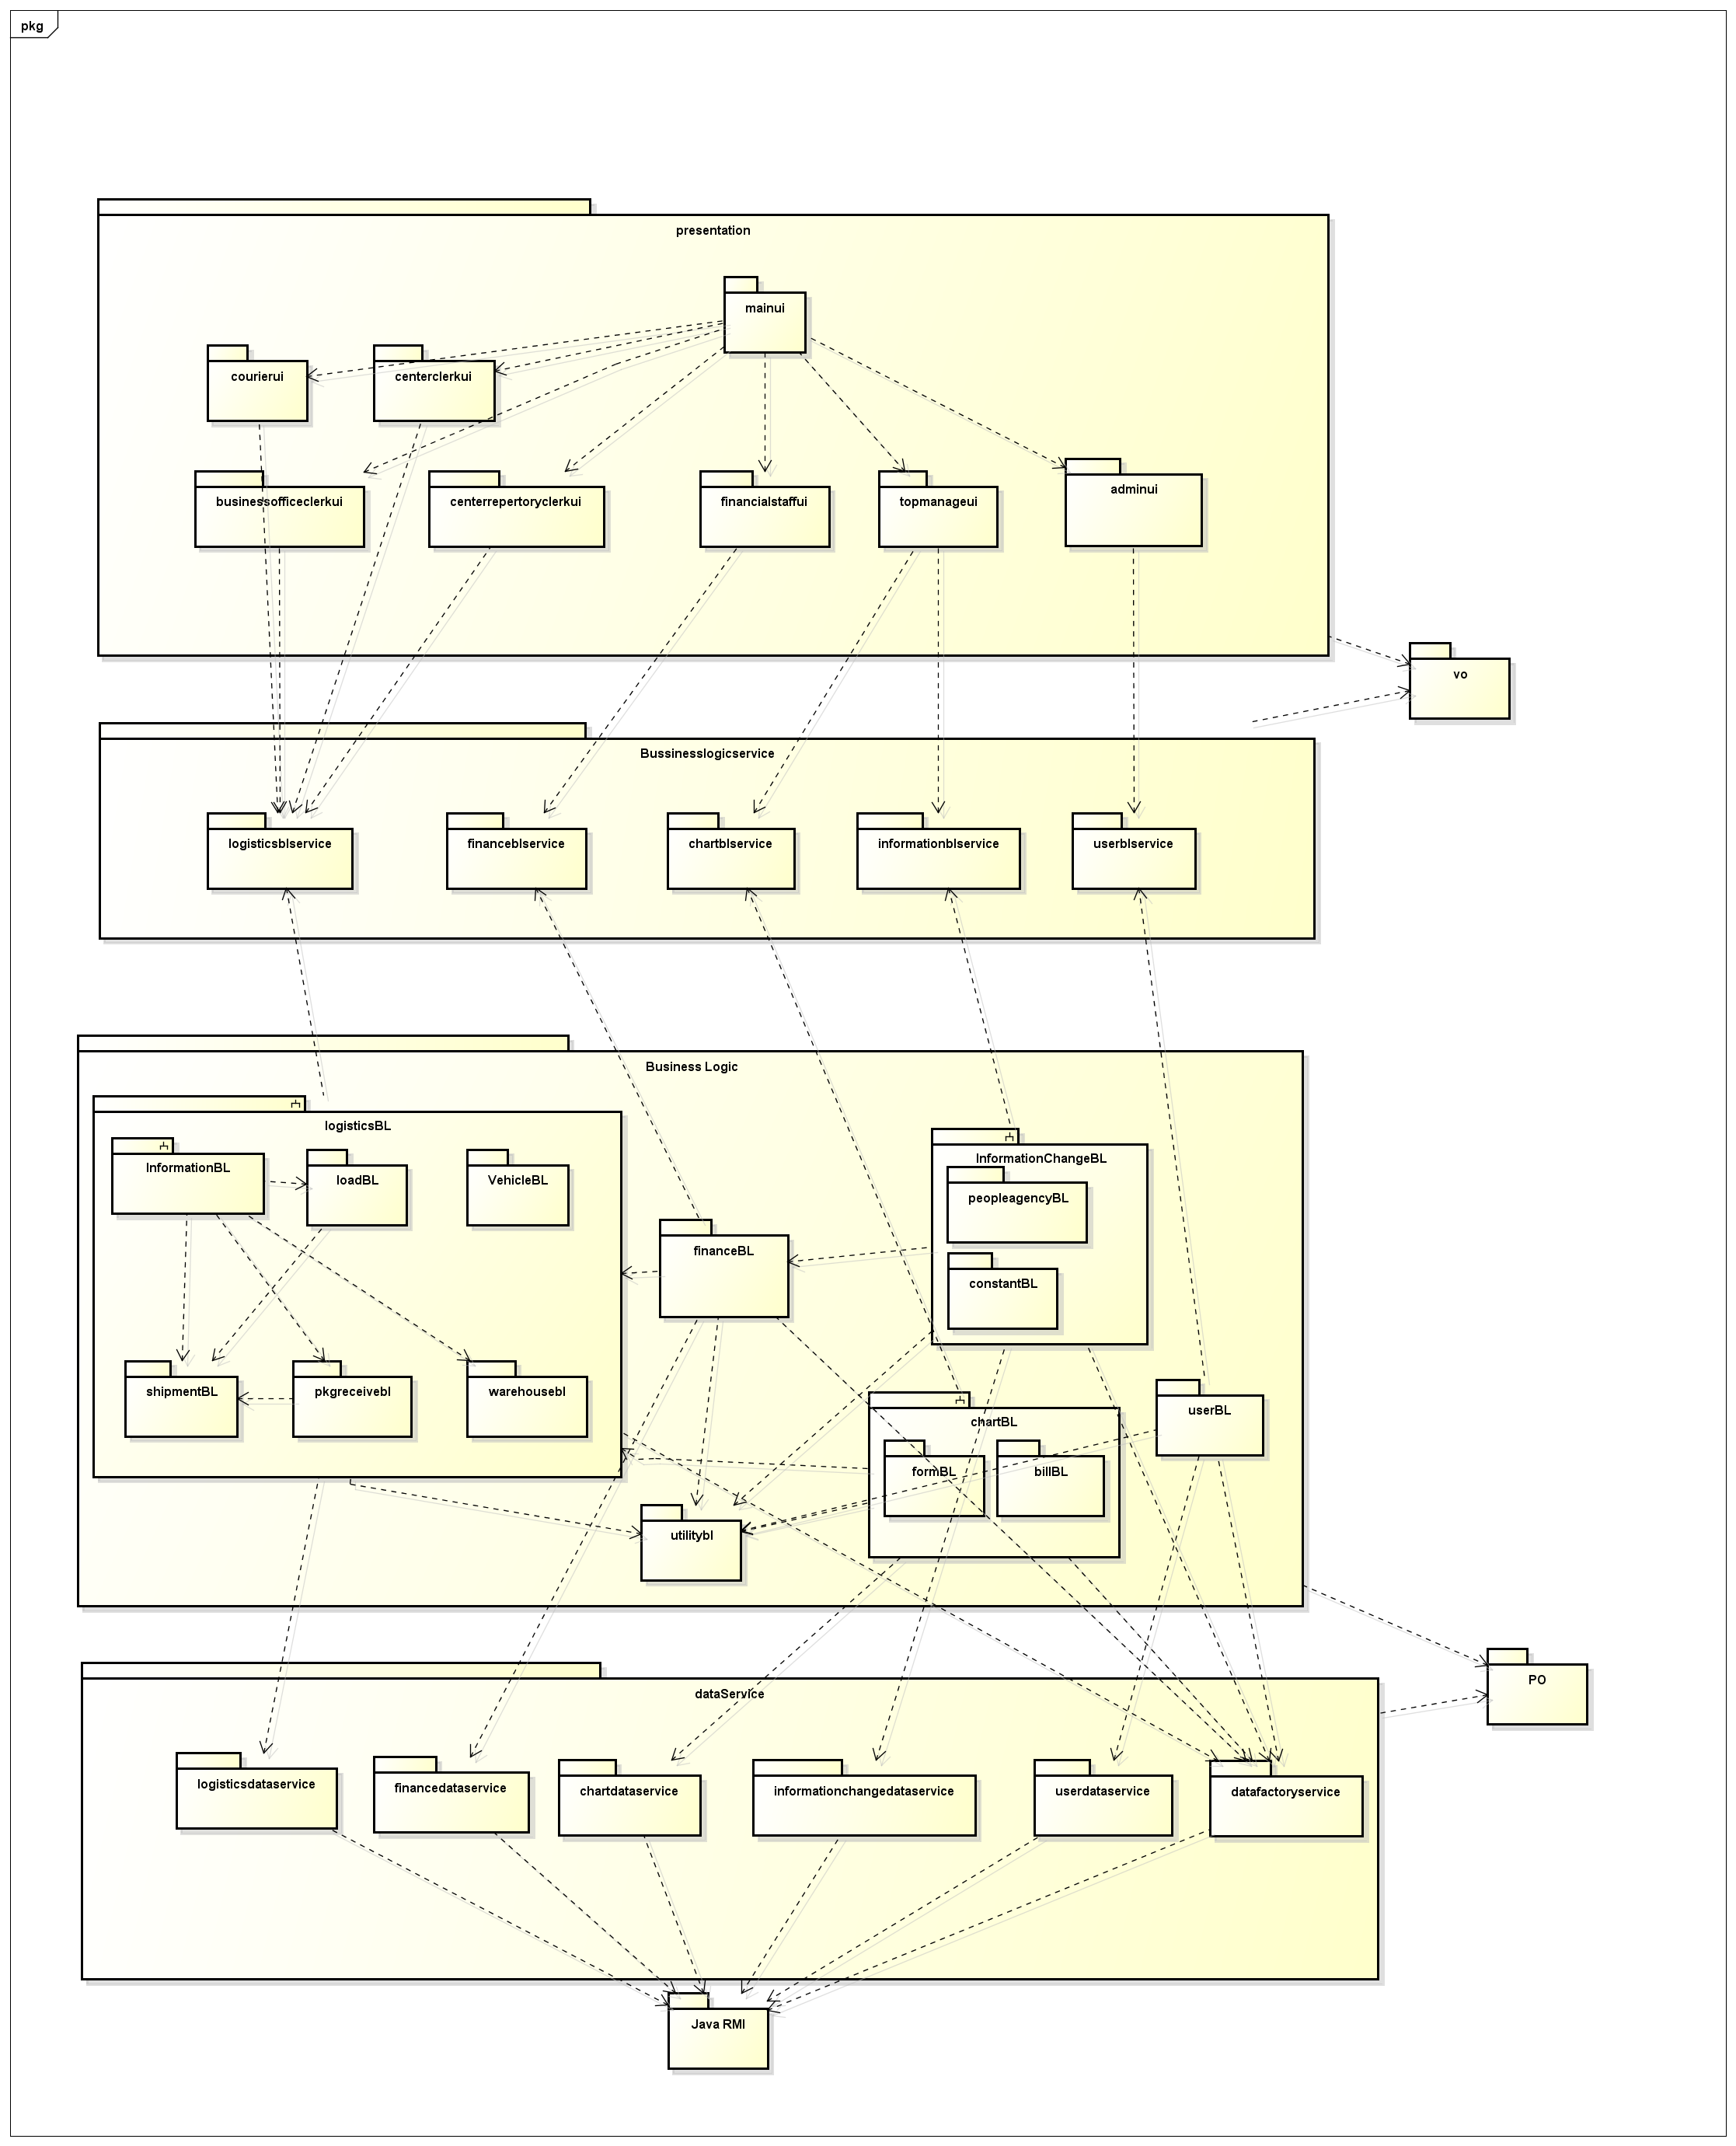 pkg
presentation
mainui
courierui
centerclerkui
businessofficeclerkui
centerrepertoryclerkui
financialstaffui
topmanageui
adminui
vo
Bussinesslogicservice
logisticsblservice
financeblservice
chartblservice
informationblservice
userblservice
Business Logic
logisticsBL
InformationBL
loadBL
VehicleBL
InformationChangeBL
peopleagencyBL
financeBL
constantBL
shipmentBL
pkgreceivebl
warehousebl
userBL
chartBL
formBL
billBL
utilitybl
PO
dataService
logisticsdataservice
financedataservice
chartdataservice
informationchangedataservice
userdataservice
datafactoryservice
Java RMI